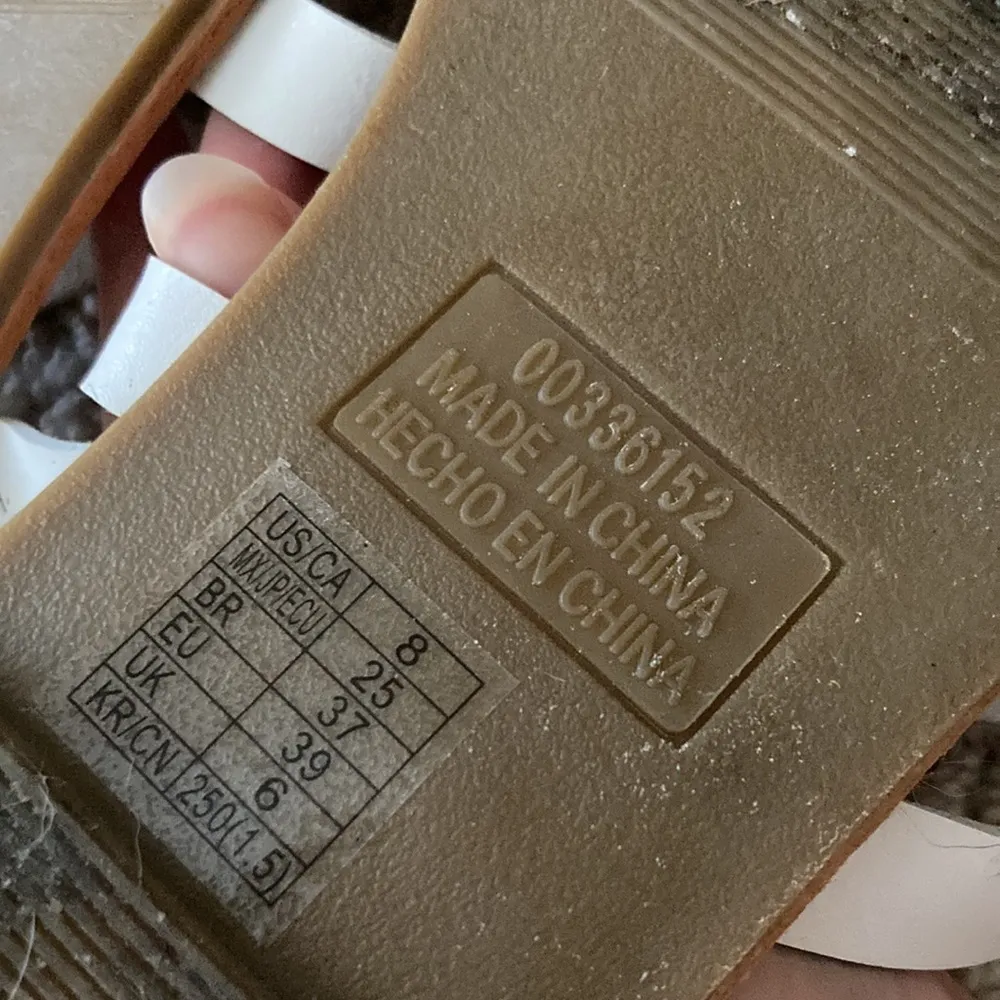 00336152
MADE IN CHINA
HECHO EN CHINA
US/CA 8
MX/JP/ECU 25
BR 37
EU 39
UK 6
KR/CN 250(1.5)